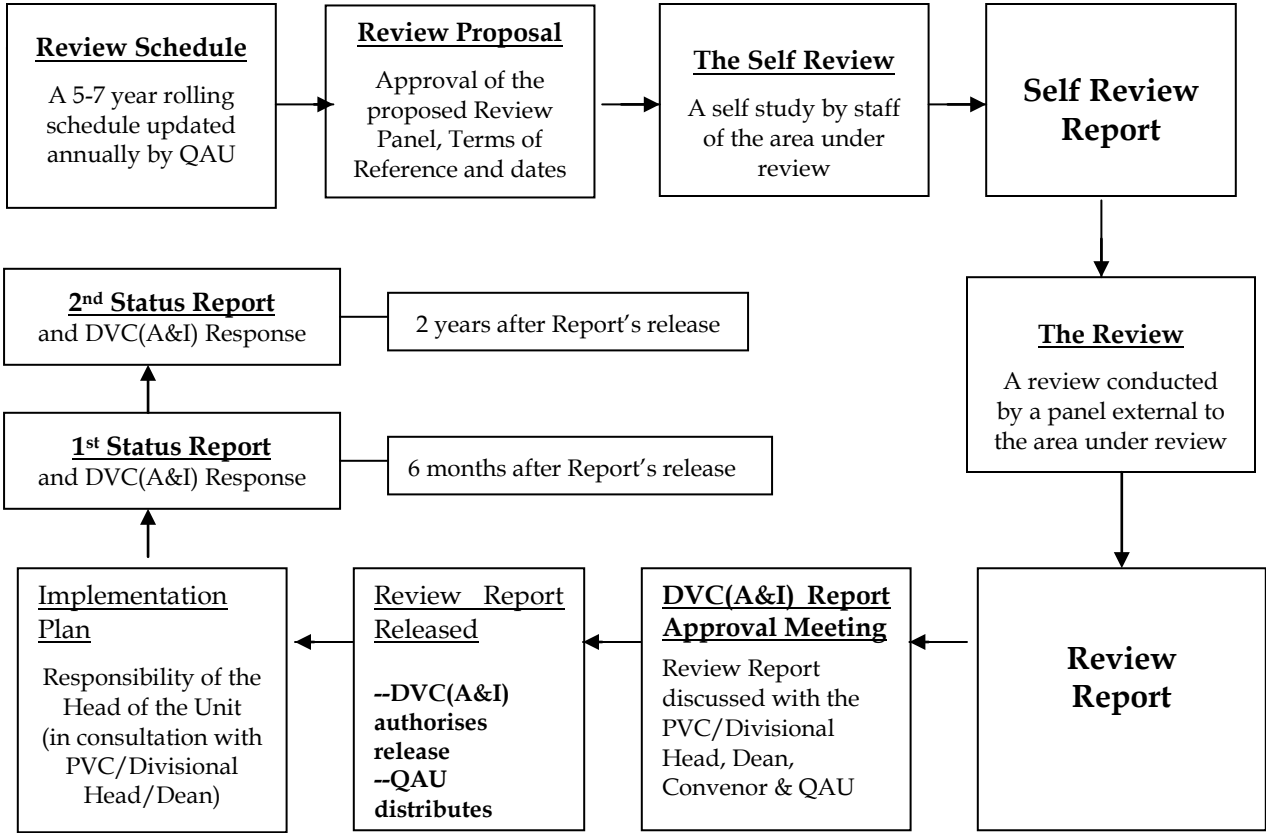 Review Schedule
A 5-7 year rolling
schedule updated
annually by QAU
Review Proposal
Approval of the
proposed Review
Panel, Terms of
Reference and dates
The Self Review
A self study by staff
of the area under
review
Self Review
Report
The Review
A review conducted
by a panel external to
the area under review
Review
Report
DVC(A&I) Report
Approval Meeting
Review Report
discussed with the
PVC/Divisional
Head, Dean,
Convenor & QAU
Review Report
Released
--DVC(A&I)
authorises
release
--QAU
distributes
Implementation
Plan
Responsibility of the
Head of the Unit
(in consultation with
PVC/Divisional
Head/Dean)
1st Status Report
and DVC(A&I) Response
6 months after Report's release
2nd Status Report
and DVC(A&I) Response
2 years after Report's release